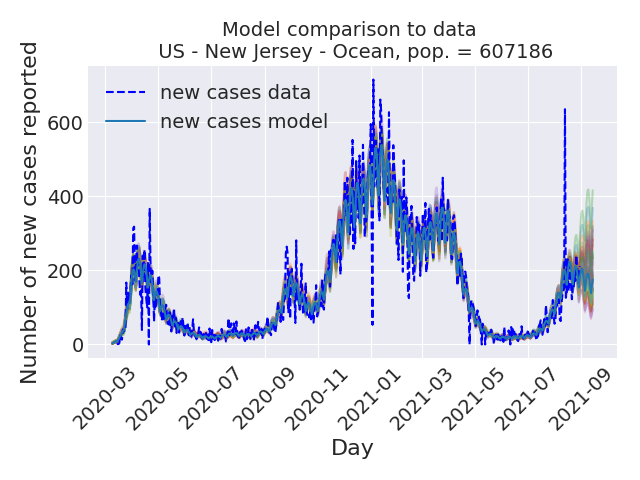 Model comparison to data
US - New Jersey - Ocean, pop. = 607186
Number of new cases reported
new cases data
new cases model
600
400
200
0
2020-03
2020-05
2020-07
2020-09
2020-11
2021-01
2021-03
2021-05
2021-07
2021-09
Day